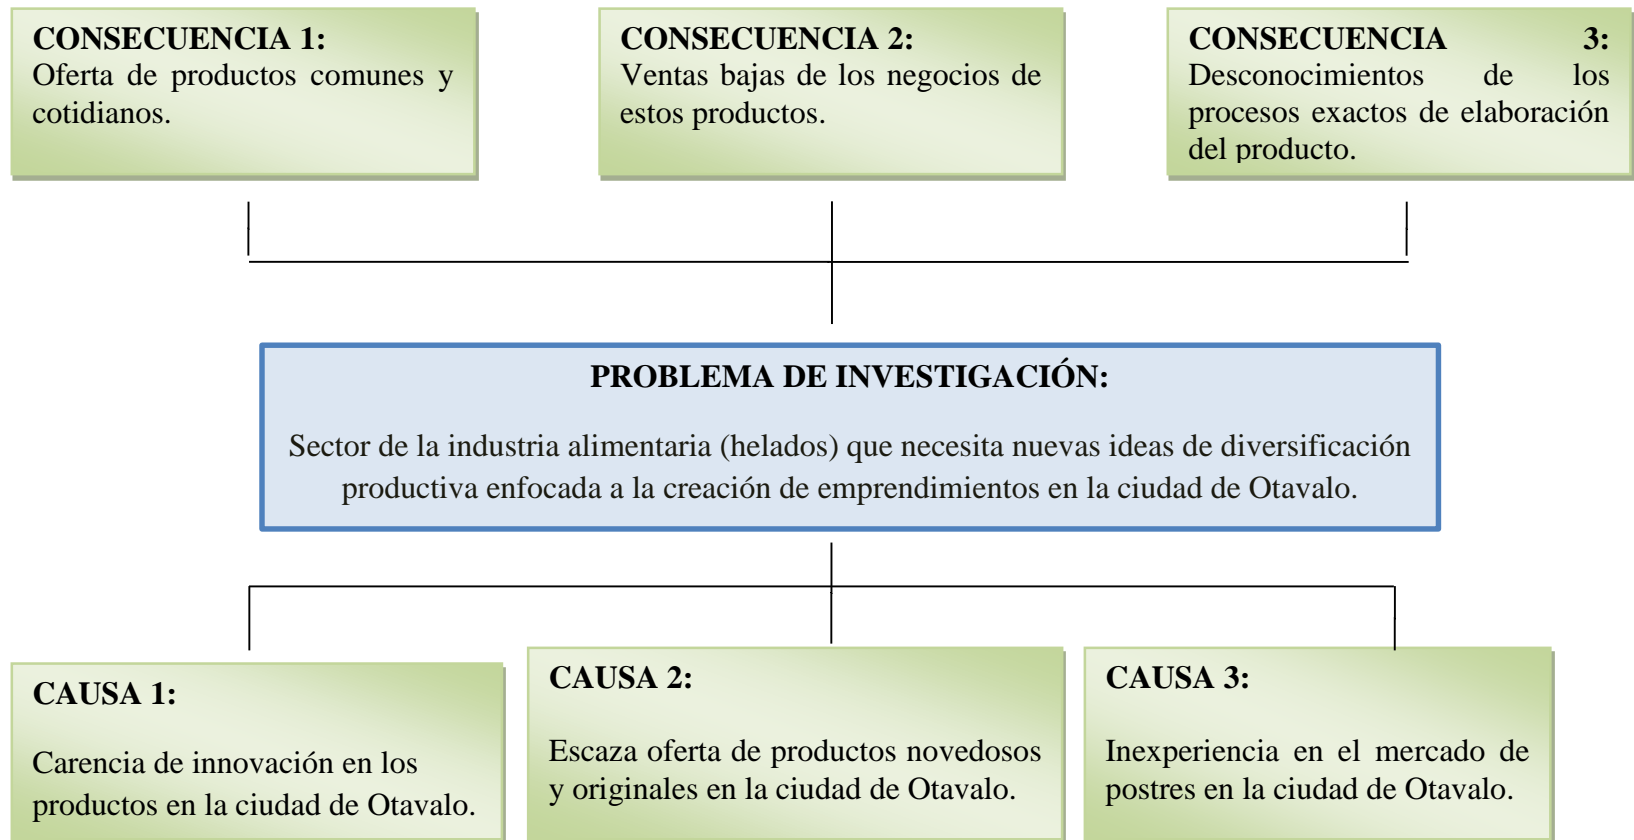 CONSECUENCIA 1:
Oferta de productos comunes y
cotidianos.
CONSECUENCIA 2:
Ventas bajas de los negocios de
estos productos.
CONSECUENCIA 3:
Desconocimientos de los
procesos exactos de elaboración
del producto.
PROBLEMA DE INVESTIGACIÓN:
Sector de la industria alimentaria (helados) que necesita nuevas ideas de diversificación
productiva enfocada a la creación de emprendimientos en la ciudad de Otavalo.
CAUSA 1:
Carencia de innovación en los
productos en la ciudad de Otavalo.
CAUSA 2:
Escaza oferta de productos novedosos
y originales en la ciudad de Otavalo.
CAUSA 3:
Inexperiencia en el mercado de
postres en la ciudad de Otavalo.